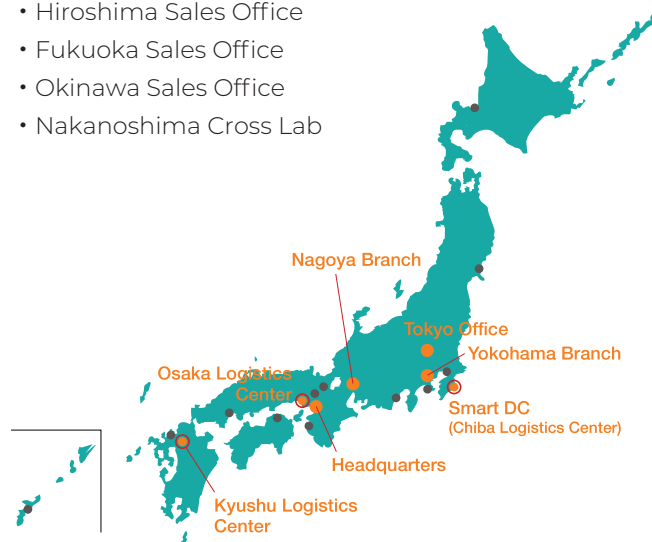 • Hiroshima Sales Office
• Fukuoka Sales Office
• Okinawa Sales Office
• Nakanoshima Cross Lab
Nagoya Branch
Tokyo Office
Yokohama Branch
Osaka Logistics
Center
Smart DC
(Chiba Logistics Center)
Headquarters
Kyushu Logistics
Center